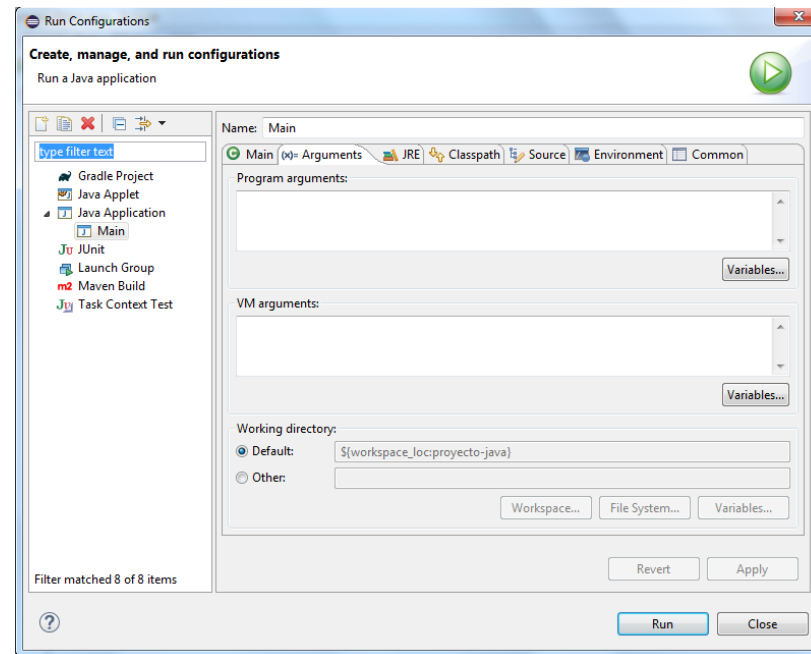 Run Configurations
Create, manage, and run configurations
Run a Java application
type filter text
Gradle Project
Java Applet
Java Application
Main
JUnit
Launch Group
m2 Maven Build
Task Context Test
Filter matched 8 of 8 items
Name: Main
Main (x)= Arguments JRE Classpath Source Environment Common
Program arguments:
Variables...
VM arguments:
Variables...
Working directory:
Default: ${workspace_loc:proyecto-java}
Other:
Workspace... File System... Variables...
Revert Apply
Run Close